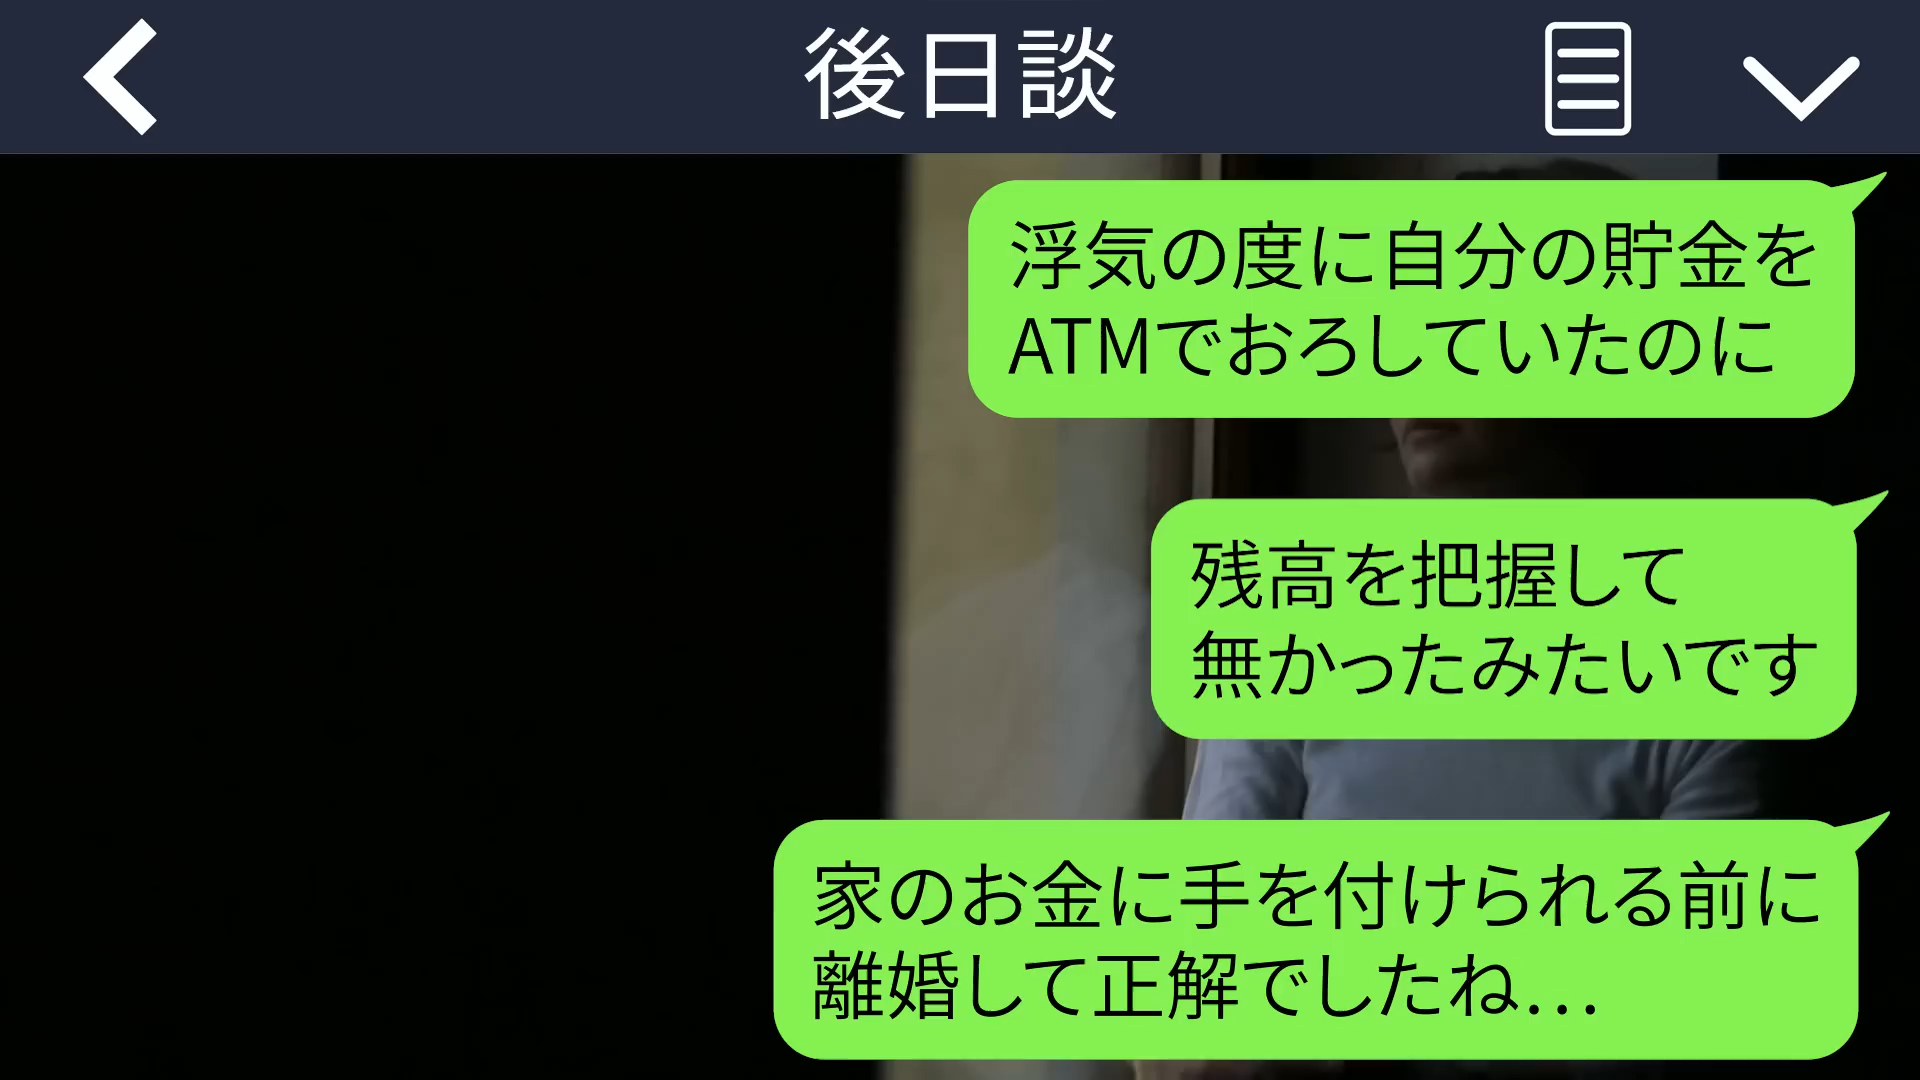 後日談
浮気の度に自分の貯金を
ATMでおろしていたのに
残高を把握して
無かったみたいです
家のお金に手を付けられる前に
離婚して正解でしたね…